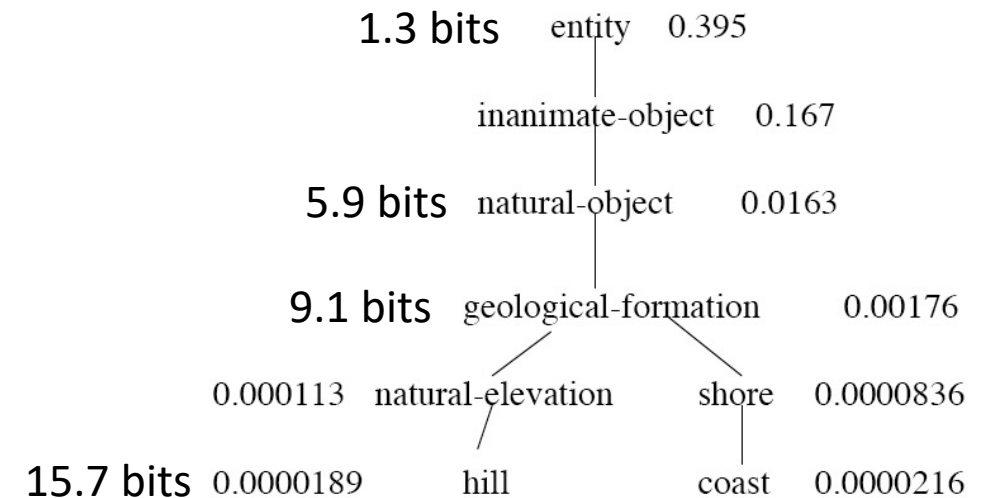 1.3 bits entity 0.395
inanimate-object 0.167
5.9 bits natural-object 0.0163
9.1 bits geological-formation 0.00176
0.000113 natural-elevation shore 0.0000836
15.7 bits 0.0000189 hill coast 0.0000216